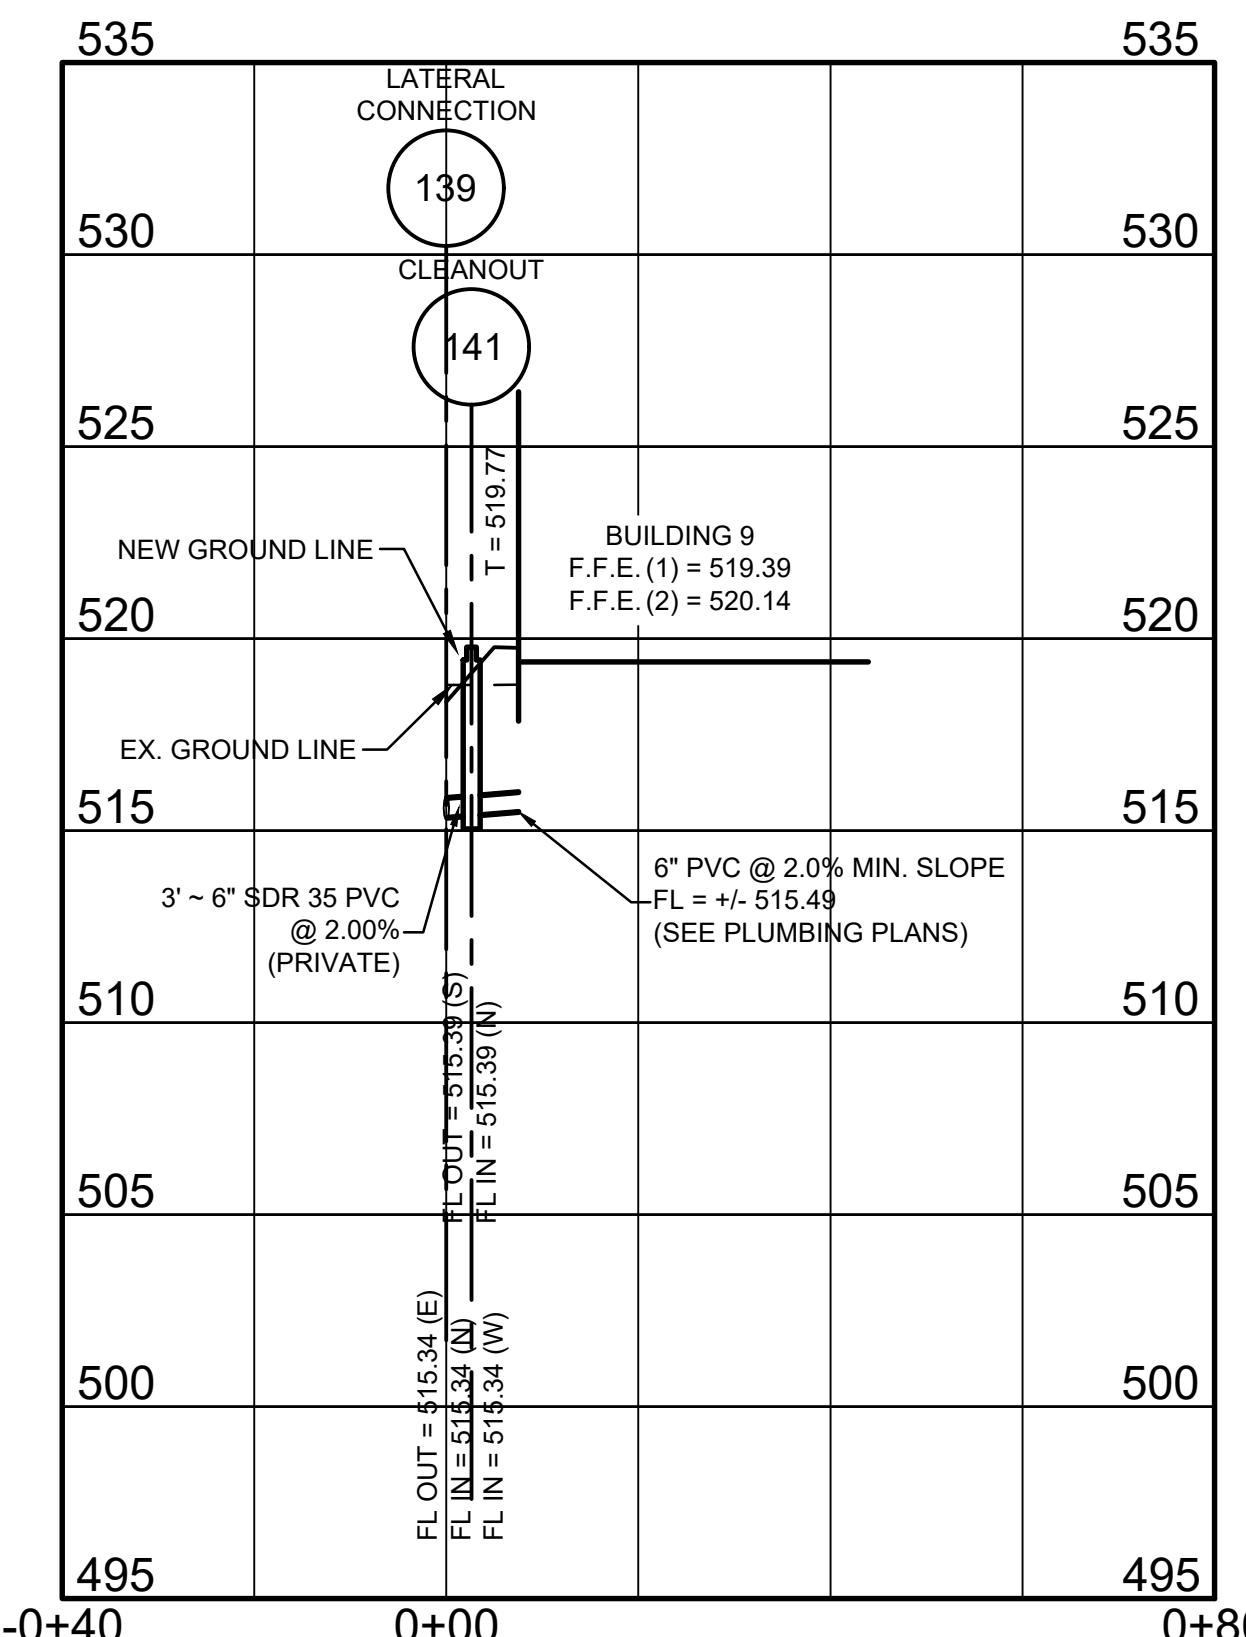 535
535
LATERAL
CONNECTION
139
530
530
CLEANOUT
141
525
525
T = 519.77
NEW GROUND LINE
BUILDING 9
F.F.E. (1) = 519.39
F.F.E. (2) = 520.14
520
520
EX. GROUND LINE
515
515
3' ~ 6" SDR 35 PVC
@ 2.00%
(PRIVATE)
6" PVC @ 2.0% MIN. SLOPE
FL = +/- 515.49
(SEE PLUMBING PLANS)
510
510
FL OUT = 515.39 (S)
FL IN = 515.39 (N)
505
505
FL OUT = 515.34 (E)
FL IN = 515.34 (N)
FL IN = 515.34 (W)
500
500
495
495
-0+40
0+00
0+80